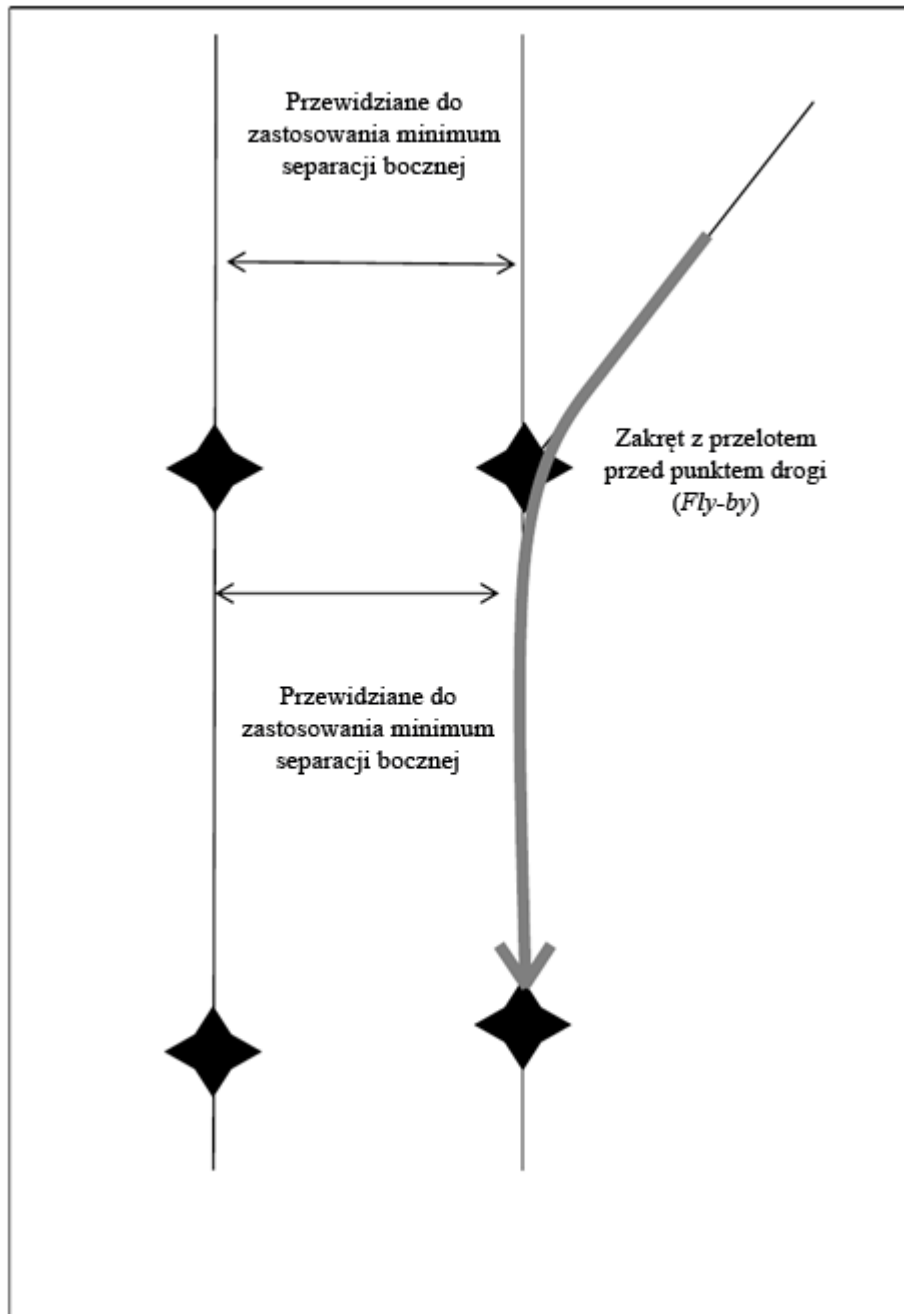 Przewidziane do
zastosowania minimum
separacji bocznej
Zakręt z przelotem
przed punktem drogi
(Fly-by)
Przewidziane do
zastosowania minimum
separacji bocznej